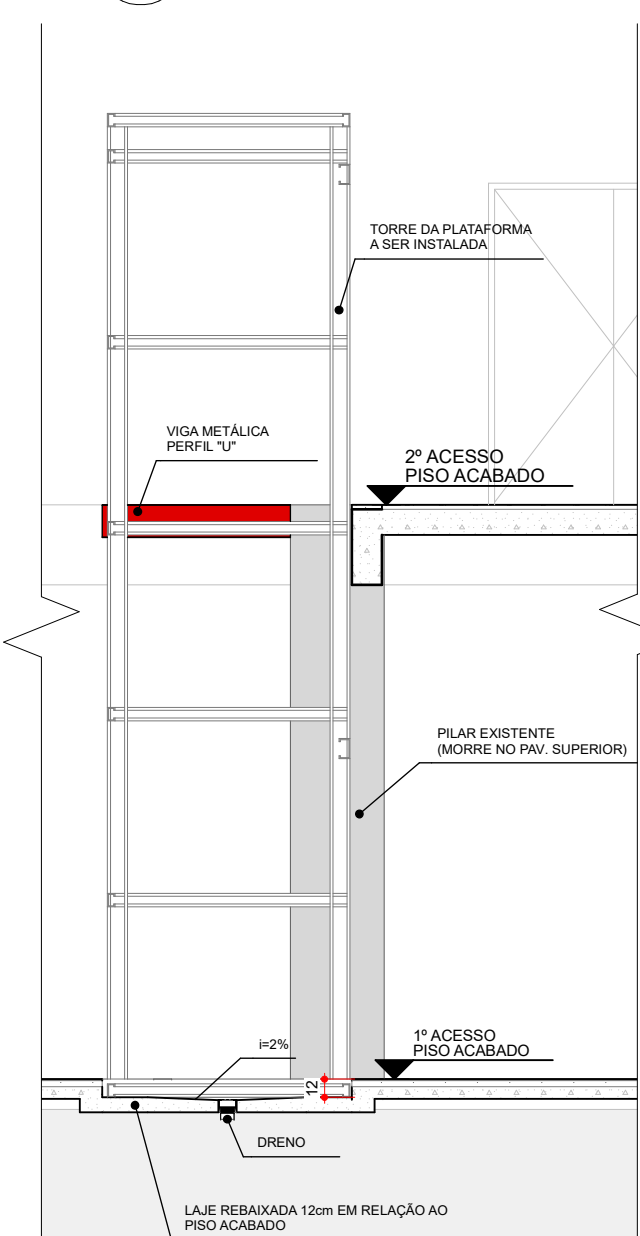 TORRE DA PLATAFORMA
A SER INSTALADA
VIGA METÁLICA
PERFIL "U"
2º ACESSO
PISO ACABADO
PILAR EXISTENTE
(MORRE NO PAV. SUPERIOR)
1º ACESSO
PISO ACABADO
i=2%
12
DRENO
LAJE REBAIXADA 12cm EM RELAÇÃO AO
PISO ACABADO